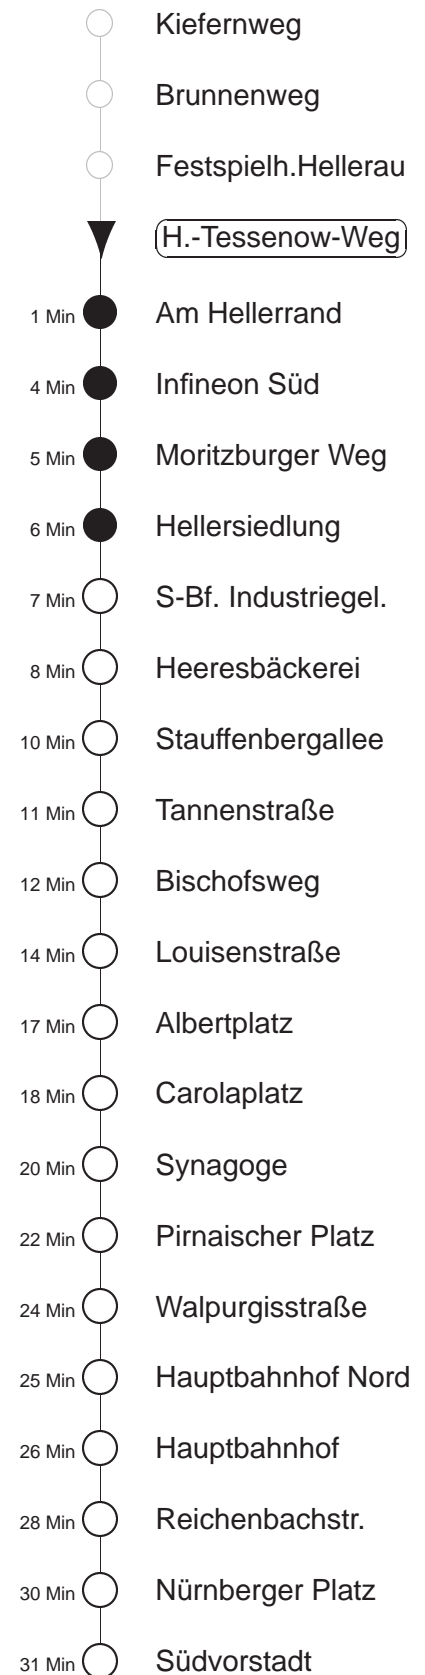 Kiefernweg
Brunnenweg
Festspielh.Hellerau
H.-Tessenow-Weg
1 Min Am Hellerrand
4 Min Infineon Süd
5 Min Moritzburger Weg
6 Min Hellersiedlung
7 Min S-Bf. Industriegel.
8 Min Heeresbäckerei
10 Min Stauffenbergallee
11 Min Tannenstraße
12 Min Bischofsweg
14 Min Louisenstraße
17 Min Albertplatz
18 Min Carolaplatz
20 Min Synagoge
22 Min Pirnaischer Platz
24 Min Walpurgisstraße
25 Min Hauptbahnhof Nord
26 Min Hauptbahnhof
28 Min Reichenbachstr.
30 Min Nürnberger Platz
31 Min Südvorstadt